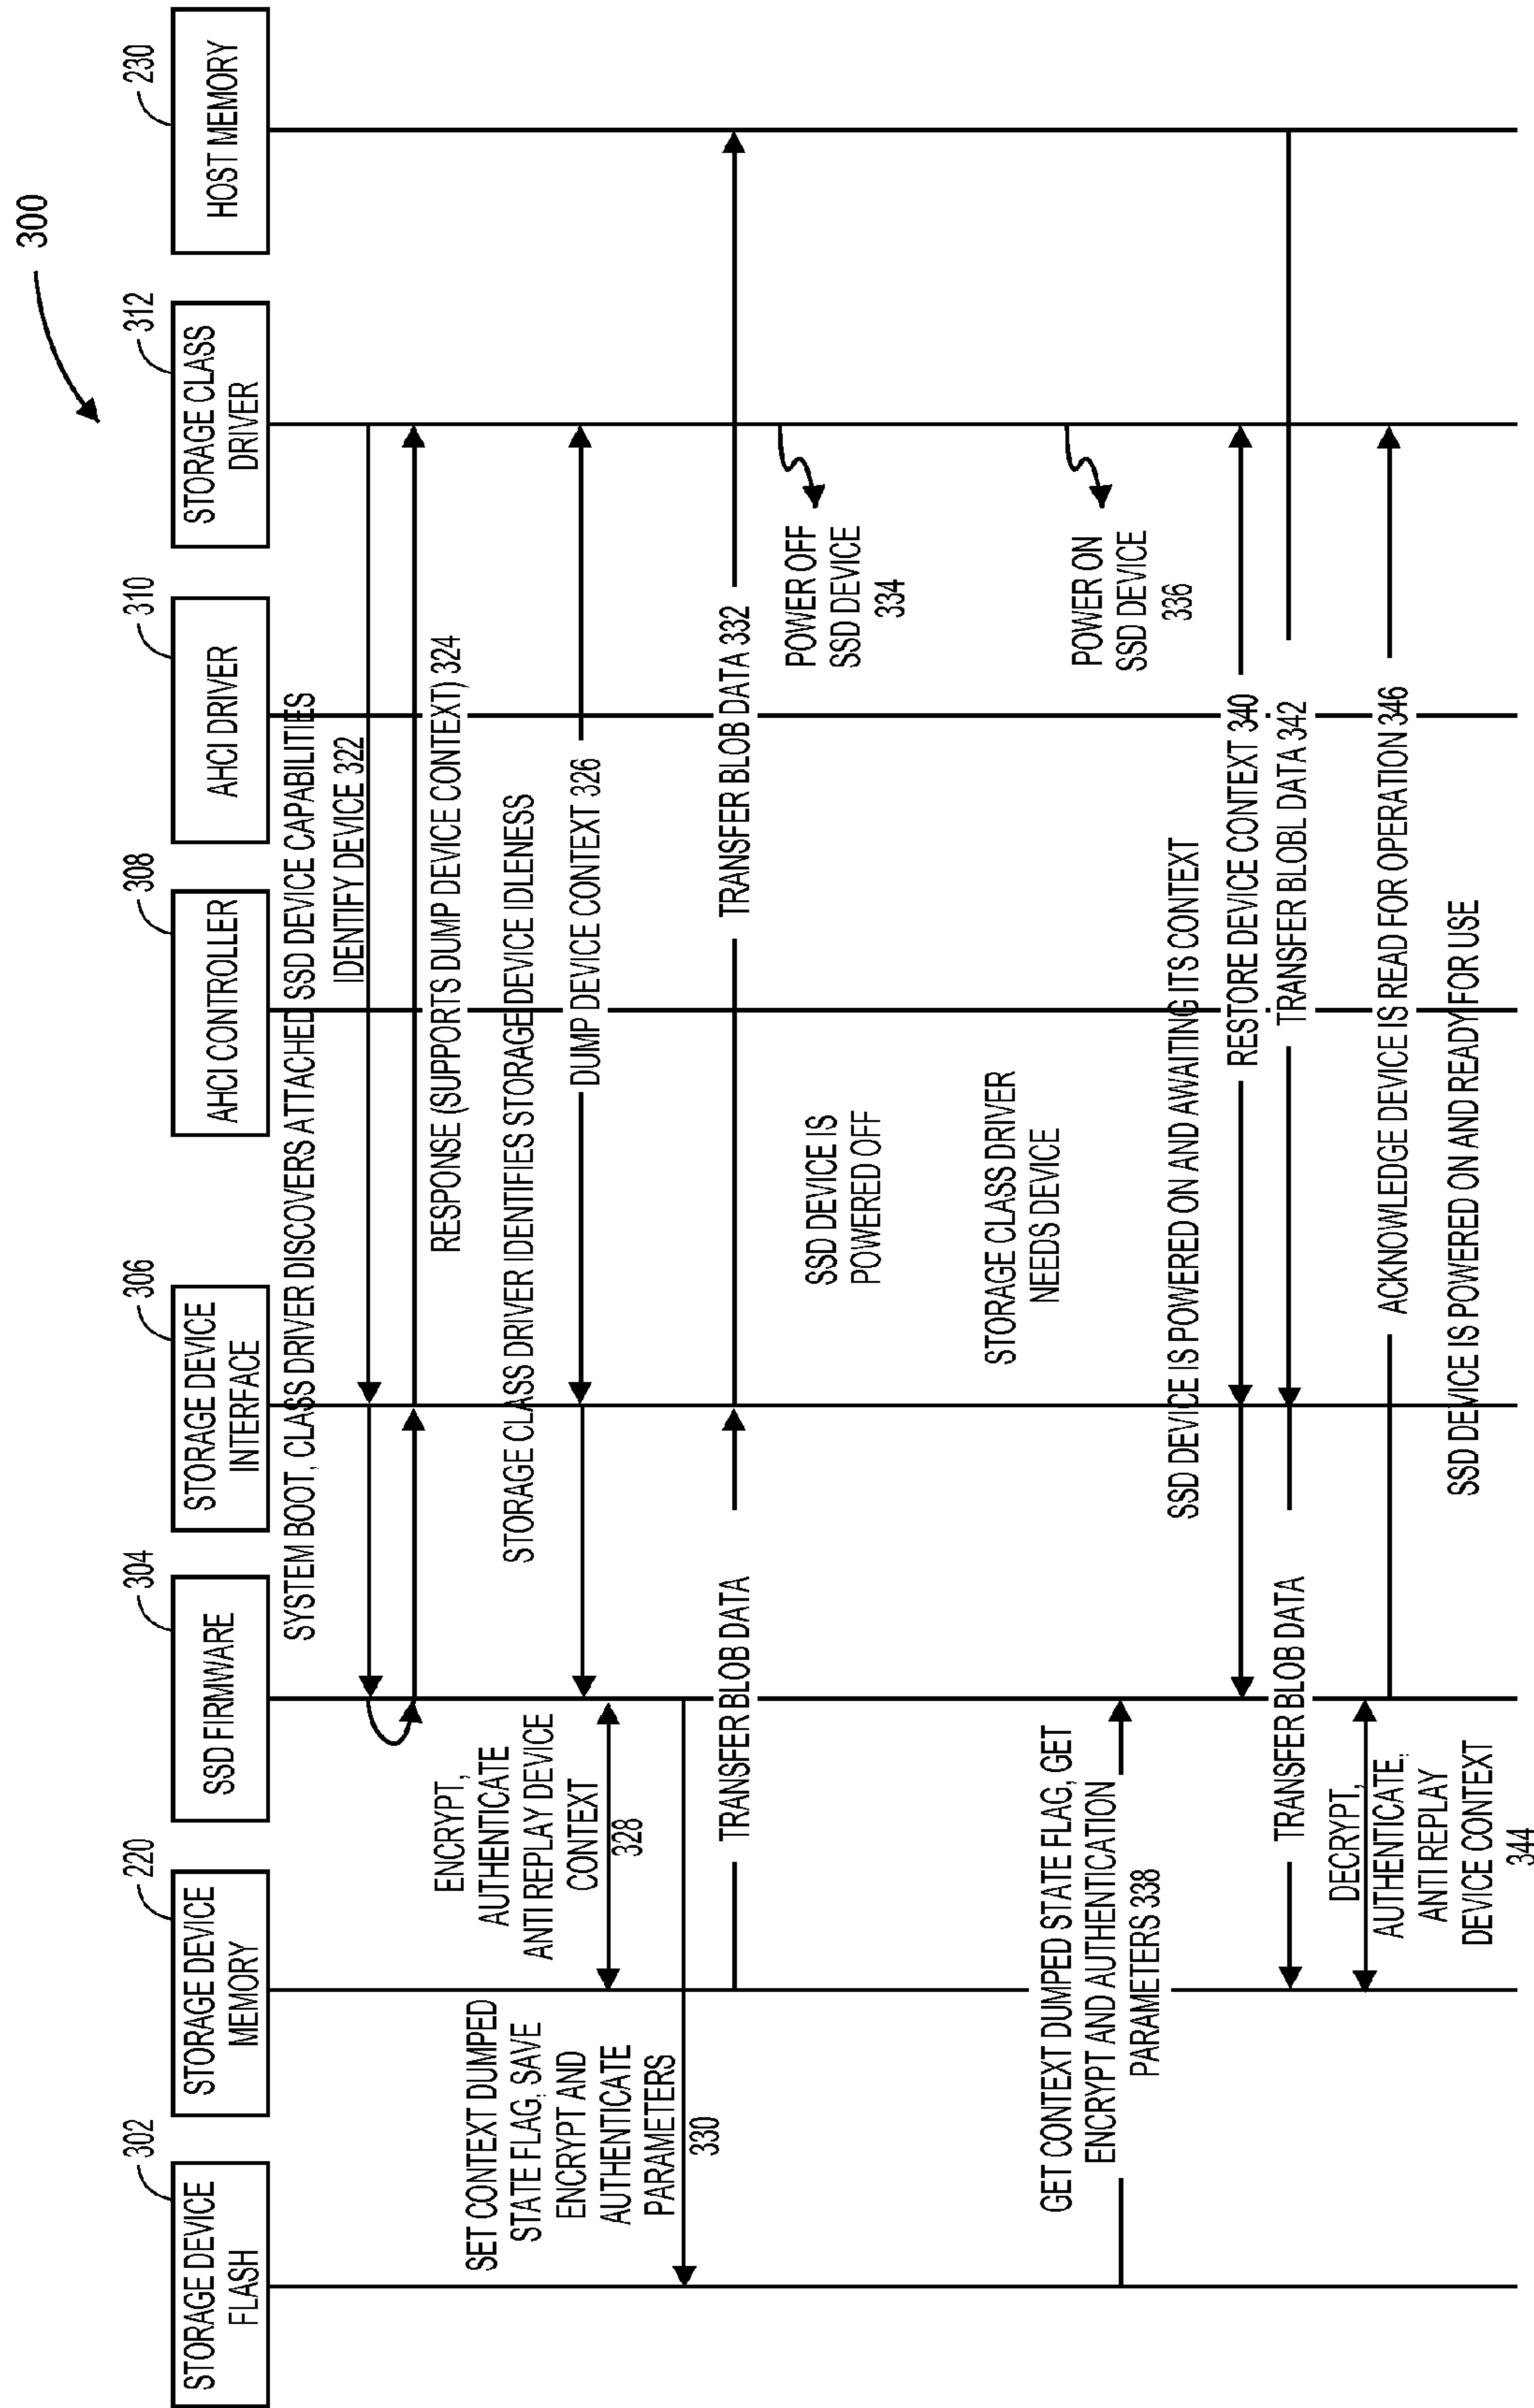 300
302
STORAGE DEVICE
FLASH
220
STORAGE DEVICE
MEMORY
304
SSD FIRMWARE
306
STORAGE DEVICE
INTERFACE
308
AHCI CONTROLLER
310
AHCI DRIVER
312
STORAGE CLASS
DRIVER
230
HOST MEMORY
SYSTEM BOOT, CLASS DRIVER DISCOVERS ATTACHED SSD DEVICE CAPABILITIES
IDENTIFY DEVICE 322
RESPONSE (SUPPORTS DUMP DEVICE CONTEXT) 324
STORAGE CLASS DRIVER IDENTIFIES STORAGE DEVICE IDLENESS
DUMP DEVICE CONTEXT 326
ENCRYPT,
AUTHENTICATE
ANTI REPLAY DEVICE
CONTEXT
328
SET CONTEXT DUMPED
STATE FLAG, SAVE
ENCRYPT AND
AUTHENTICATE
PARAMETERS
330
TRANSFER BLOB DATA
TRANSFER BLOB DATA 332
POWER OFF
SSD DEVICE
334
SSD DEVICE IS
POWERED OFF
STORAGE CLASS DRIVER
NEEDS DEVICE
POWER ON
SSD DEVICE
336
GET CONTEXT DUMPED STATE FLAG, GET
ENCRYPT AND AUTHENTICATION
PARAMETERS 338
SSD DEVICE IS POWERED ON AND AWAITING ITS CONTEXT
RESTORE DEVICE CONTEXT 340
TRANSFER BLOB DATA
TRANSFER BLOBL DATA 342
DECRYPT,
AUTHENTICATE,
ANTI REPLAY
DEVICE CONTEXT
344
ACKNOWLEDGE DEVICE IS READ FOR OPERATION 346
SSD DEVICE IS POWERED ON AND READY FOR USE